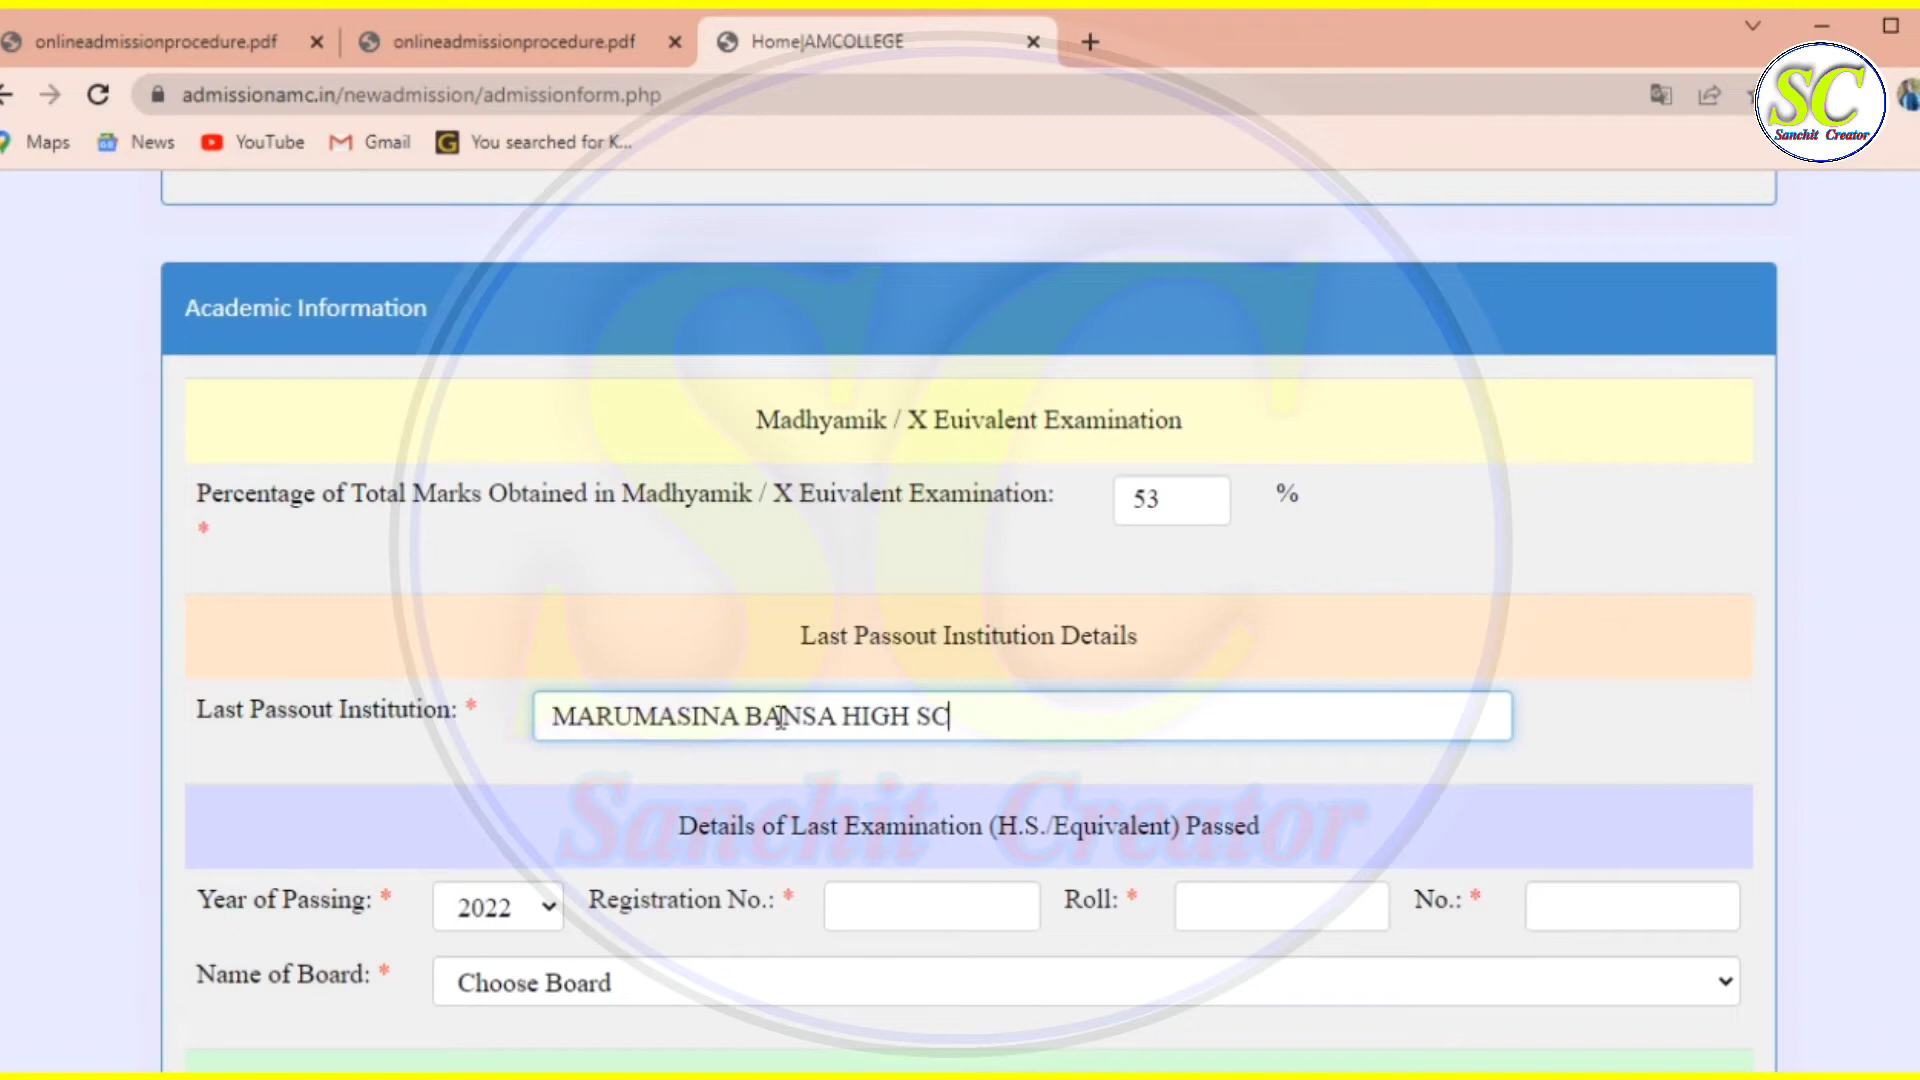 onlineadmissionprocedure.pdf
onlineadmissionprocedure.pdf
Home|AMCOLLEGE
admissionamc.in/newadmission/admissionform.php
Maps
News
YouTube
Gmail
You searched for K...
SC
Sanchit Creator
Academic Information
Madhyamik / X Euivalent Examination
Percentage of Total Marks Obtained in Madhyamik / X Euivalent Examination:
*
53
%
Last Passout Institution Details
Last Passout Institution: *
MARUMASINA BANSA HIGH SC
SC
Sanchit Creator
Details of Last Examination (H.S./Equivalent) Passed
Year of Passing: * 2022 Registration No.: * Roll: * No.: *
Name of Board: * Choose Board